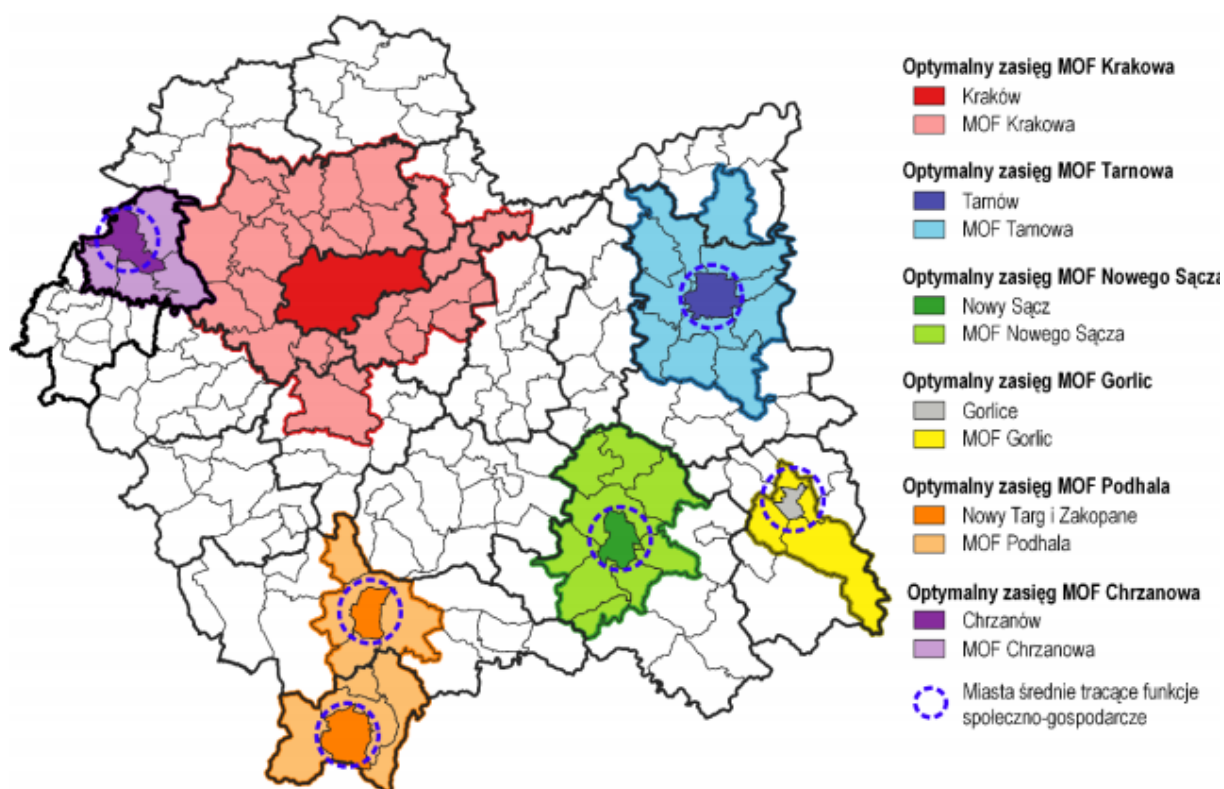 Optymalny zasięg MOF Krakowa
Kraków
MOF Krakowa
Optymalny zasięg MOF Tarnowa
Tarnów
MOF Tarnowa
Optymalny zasięg MOF Nowego Sącza
Nowy Sącz
MOF Nowego Sącza
Optymalny zasięg MOF Gorlic
Gorlice
MOF Gorlic
Optymalny zasięg MOF Podhala
Nowy Targ i Zakopane
MOF Podhala
Optymalny zasięg MOF Chrzanowa
Chrzanów
MOF Chrzanowa
Miasta średnie tracące funkcje
społeczno-gospodarcze